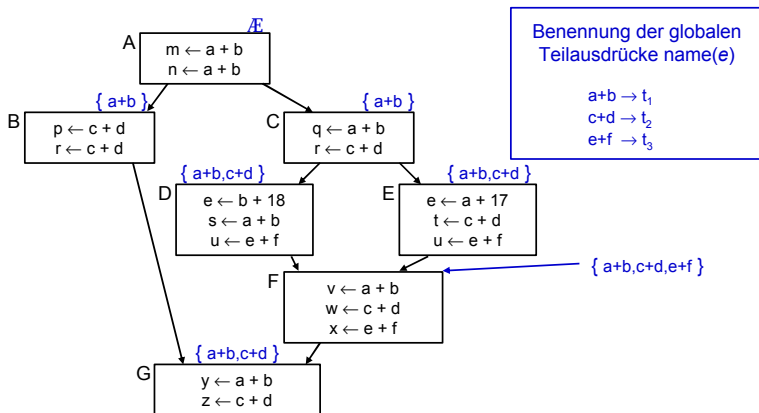 Æ
A
m ← a + b
n ← a + b
Benennung der globalen
Teilausdrücke name(e)
a+b → t₁
c+d → t₂
e+f → t₃
{ a+b }
B
p ← c + d
r ← c + d
{ a+b }
C
q ← a + b
r ← c + d
{ a+b,c+d }
D
e ← b + 18
s ← a + b
u ← e + f
{ a+b,c+d }
E
e ← a + 17
t ← c + d
u ← e + f
{ a+b,c+d,e+f }
F
v ← a + b
w ← c + d
x ← e + f
{ a+b,c+d }
G
y ← a + b
z ← c + d